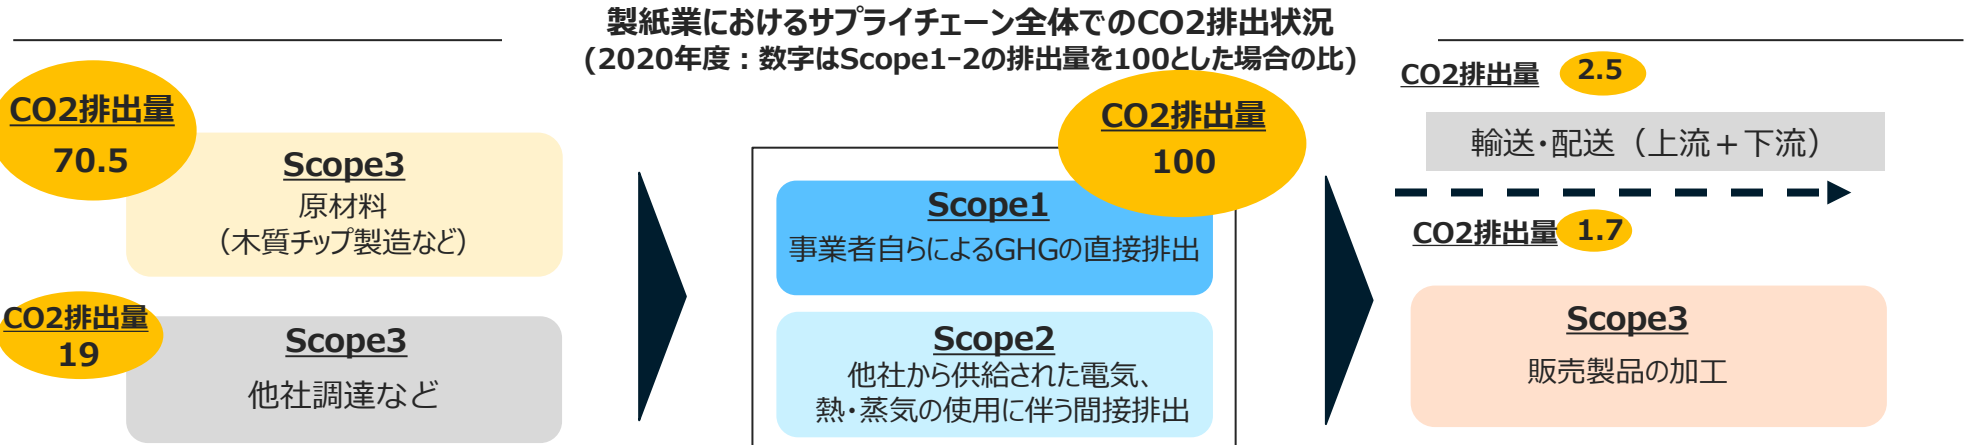 製紙業におけるサプライチェーン全体でのCO2排出状況
(2020年度：数字はScope1ｰ2の排出量を100とした場合の比)
CO2排出量
70.5
Scope3
原材料
（木質チップ製造など）
CO2排出量
19
Scope3
他社調達など
CO2排出量
100
Scope1
事業者自らによるGHGの直接排出
Scope2
他社から供給された電気、
熱・蒸気の使用に伴う間接排出
CO2排出量 2.5
輸送・配送（上流＋下流）
CO2排出量 1.7
Scope3
販売製品の加工